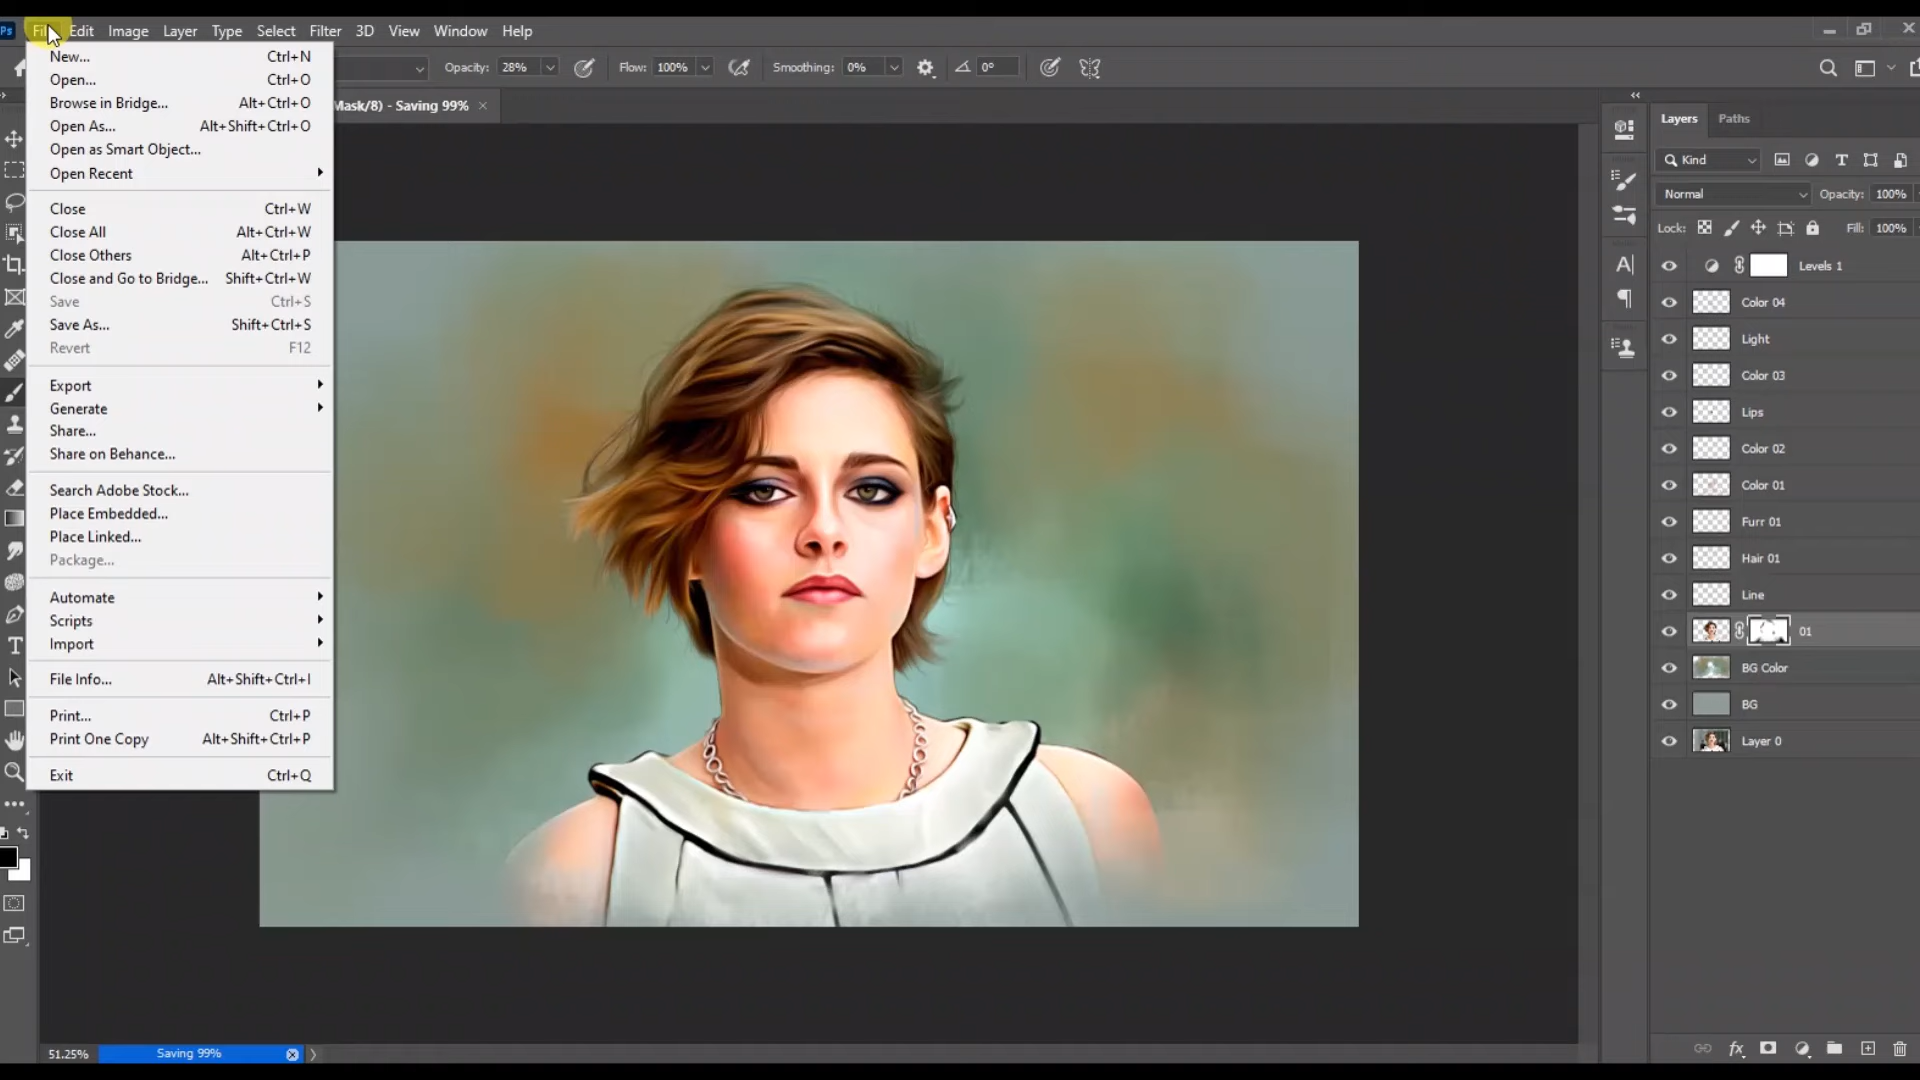 Ps
File Edit Image Layer Type Select Filter 3D View Window Help
Opacity: 28% Flow: 100% Smoothing: 0% 0°
Mask/8) - Saving 99% ×
New... Ctrl+N
Open... Ctrl+O
Browse in Bridge... Alt+Ctrl+O
Open As... Alt+Shift+Ctrl+O
Open as Smart Object...
Open Recent
Close Ctrl+W
Close All Alt+Ctrl+W
Close Others Alt+Ctrl+P
Close and Go to Bridge... Shift+Ctrl+W
Save Ctrl+S
Save As... Shift+Ctrl+S
Revert F12
Export
Generate
Share...
Share on Behance...
Search Adobe Stock...
Place Embedded...
Place Linked...
Package...
Automate
Scripts
Import
File Info... Alt+Shift+Ctrl+I
Print... Ctrl+P
Print One Copy Alt+Shift+Ctrl+P
Exit Ctrl+Q
Layers Paths
Kind
Normal Opacity: 100%
Lock: Fill: 100%
Levels 1
Color 04
Light
Color 03
Lips
Color 02
Color 01
Furr 01
Hair 01
Line
01
BG Color
BG
Layer 0
51.25% Saving 99%
fx